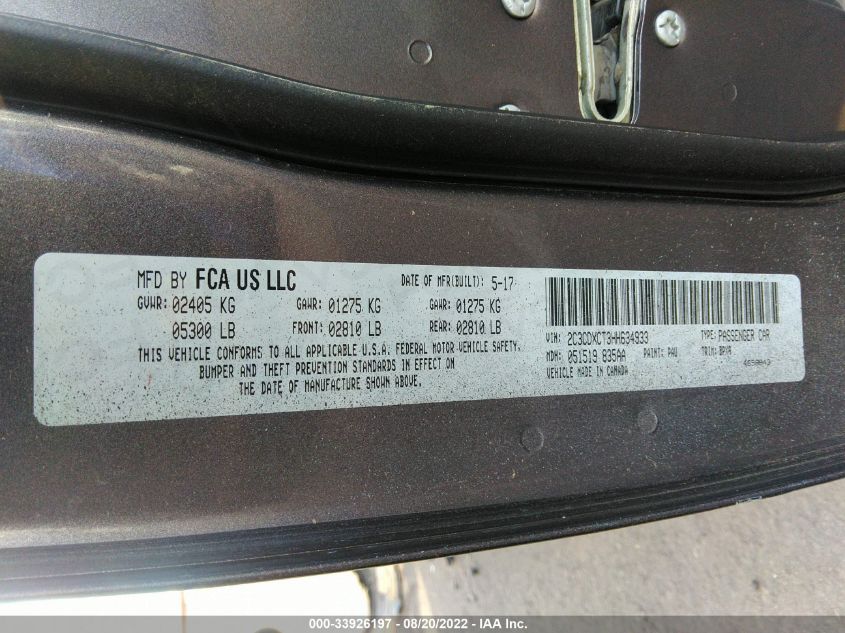 MFD BY FCA US LLC DATE OF MFR(BUILT): 5-17
GVWR: 02405 KG GAWR: 01275 KG GAWR: 01275 KG
05300 LB FRONT: 02810 LB REAR: 02810 LB
THIS VEHICLE CONFORMS TO ALL APPLICABLE U.S.A. FEDERAL MOTOR VEHICLE SAFETY,
BUMPER AND THEFT PREVENTION STANDARDS IN EFFECT ON
THE DATE OF MANUFACTURE SHOWN ABOVE.
VIN: 2C3CDXCT3HH634933 TYPE: PASSENGER CAR
MDH: 051519 835AA PAINT: PAU TRIM:
VEHICLE MADE IN CANADA
000-33926197 - 08/20/2022 - IAA Inc.